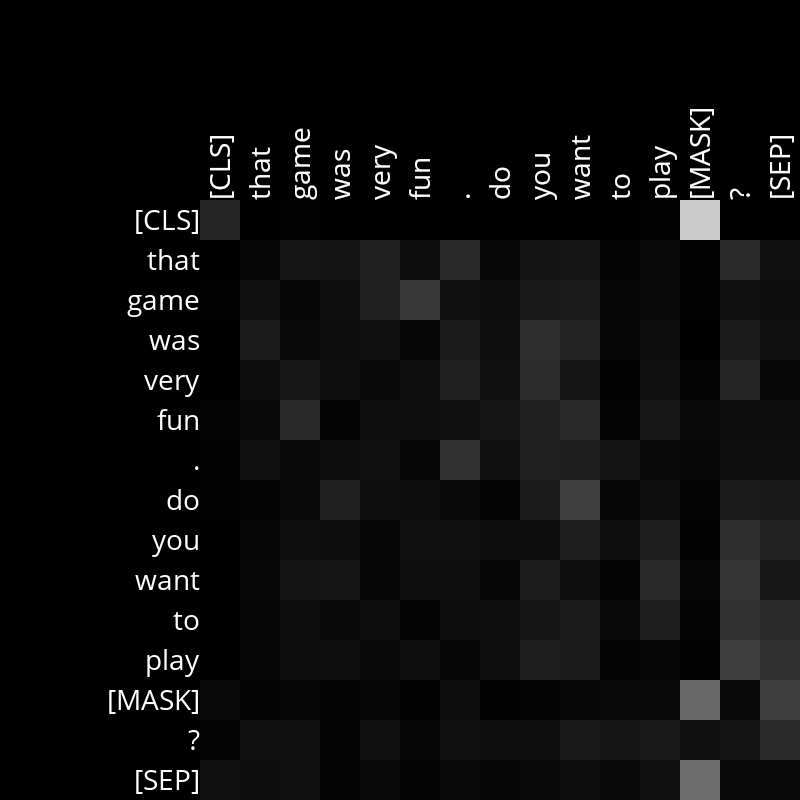 [CLS] that game was very fun . do you want to play [MASK] ? [SEP]
[CLS]
that
game
was
very
fun
.
do
you
want
to
play
[MASK]
?
[SEP]